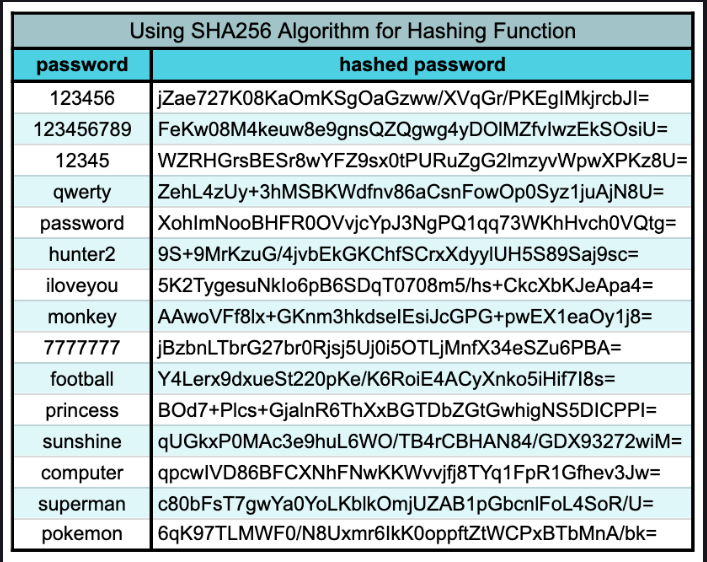 Using SHA256 Algorithm for Hashing Function
password hashed password
123456 jZae727K08KaOmKSgOaGzww/XVqGr/PKEgIMkjrcbJI=
123456789 FeKw08M4keuw8e9gnsQZQgwg4yDOlMZfvIwzEkSOsiU=
12345 WZRHGrsBESr8wYFZ9sx0tPURuZgG2lmzyvWpwXPKz8U=
qwerty ZehL4zUy+3hMSBKWdfnv86aCsnFowOp0Syz1juAjN8U=
password XohImNooBHFR0OVvjcYpJ3NgPQ1qq73WKhHvch0VQtg=
hunter2 9S+9MrKzuG/4jvbEkGKChfSCrxXdyylUH5S89Saj9sc=
iloveyou 5K2TygesuNkIo6pB6SDqT0708m5/hs+CkcXbKJeApa4=
monkey AAwoVFf8lx+GKnm3hkdseIEsiJcGPG+pwEX1eaOy1j8=
7777777 jBzbnLTbrG27br0Rjsj5Uj0i5OTLjMnfX34eSZu6PBA=
football Y4Lerx9dxueSt220pKe/K6RoiE4ACyXnko5iHif7I8s=
princess BOd7+Plcs+GjalnR6ThXxBGTDbZGtGwhigNS5DICPPI=
sunshine qUGkxP0MAc3e9huL6WO/TB4rCBHAN84/GDX93272wiM=
computer qpcwIVD86BFCXNhFNwKKWvvjfj8TYq1FpR1Gfhev3Jw=
superman c80bFsT7gwYa0YoLKblkOmjUZAB1pGbcnlFoL4SoR/U=
pokemon 6qK97TLMWF0/N8Uxmr6IkK0oppftZtWCPxBTbMnA/bk=